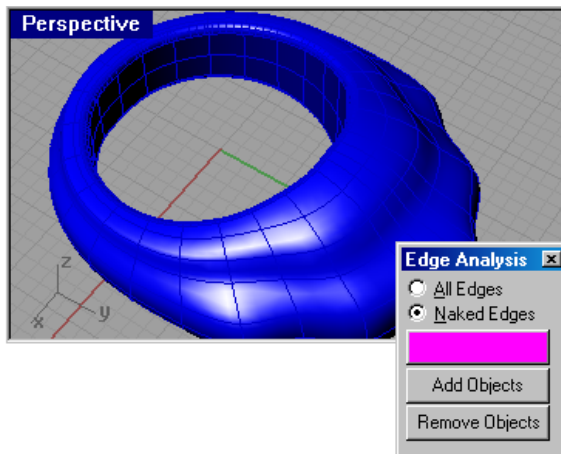 Perspective
z
y
x
Edge Analysis
All Edges
Naked Edges
Add Objects
Remove Objects